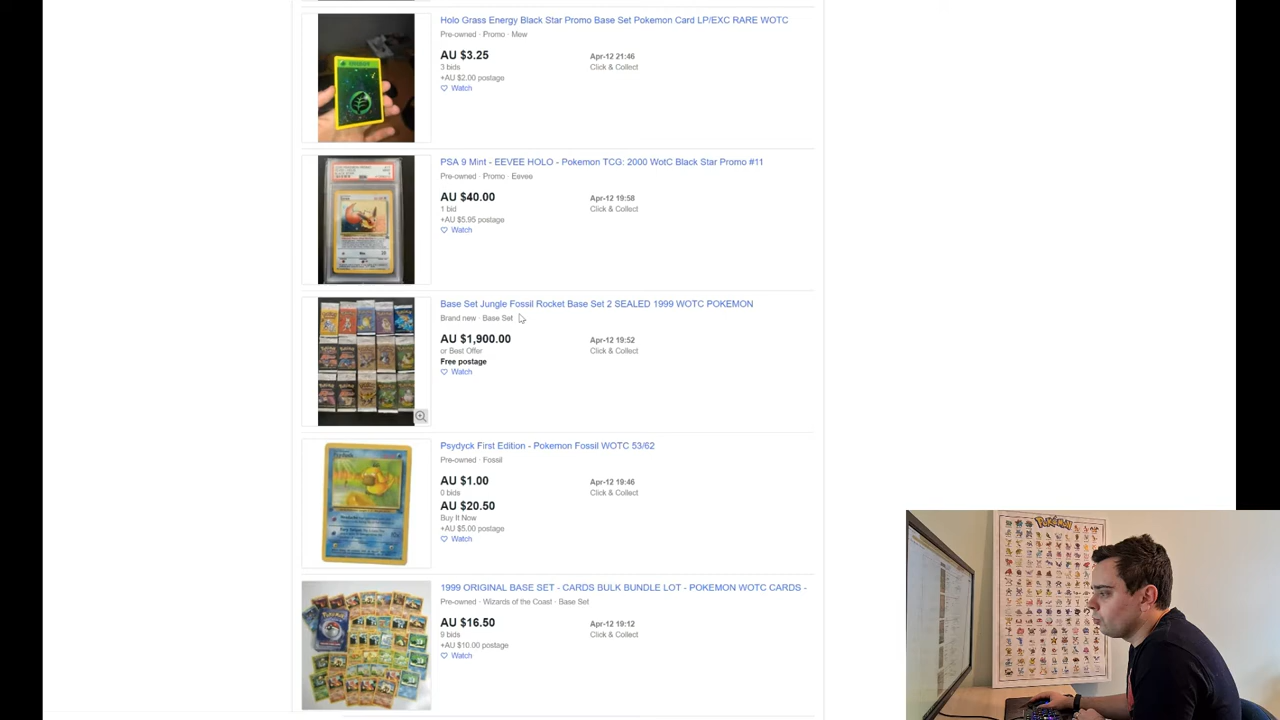 Holo Grass Energy Black Star Promo Base Set Pokemon Card LP/EXC RARE WOTC
Pre-owned · Promo · Mew
AU $3.25
Apr-12 21:46
3 bids
Click & Collect
+AU $2.00 postage
Watch
PSA 9 Mint - EEVEE HOLO - Pokemon TCG: 2000 WotC Black Star Promo #11
Pre-owned · Promo · Eevee
AU $40.00
Apr-12 19:58
1 bid
Click & Collect
+AU $5.95 postage
Watch
Base Set Jungle Fossil Rocket Base Set 2 SEALED 1999 WOTC POKEMON
Brand new · Base Set
AU $1,900.00
Apr-12 19:52
or Best Offer
Click & Collect
Free postage
Watch
Psydyck First Edition - Pokemon Fossil WOTC 53/62
Pre-owned · Fossil
AU $1.00
Apr-12 19:46
0 bids
Click & Collect
AU $20.50
Buy It Now
+AU $5.00 postage
Watch
1999 ORIGINAL BASE SET - CARDS BULK BUNDLE LOT - POKEMON WOTC CARDS -
Pre-owned · Wizards of the Coast · Base Set
AU $16.50
Apr-12 19:12
9 bids
Click & Collect
+AU $10.00 postage
Watch
POKéMON